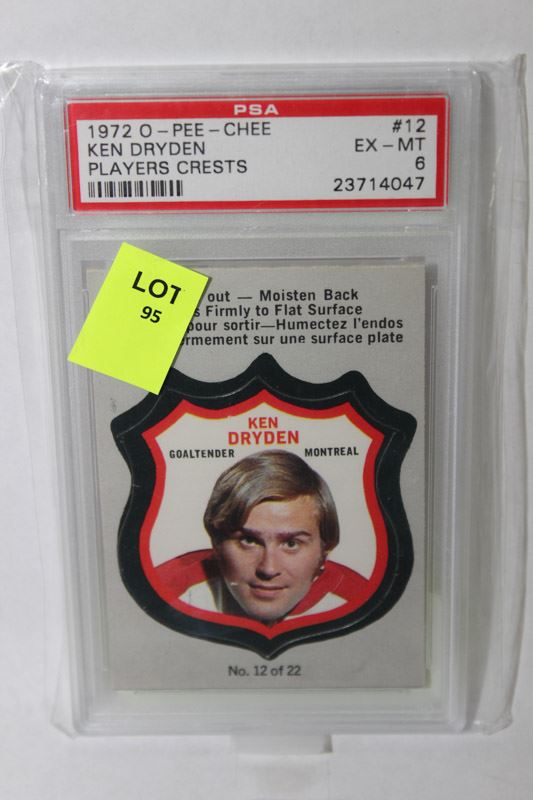 PSA
1972 O-PEE-CHEE #12
KEN DRYDEN EX-MT
PLAYERS CRESTS 6
23714047
LOT
95
out — Moisten Back
Firmly to Flat Surface
pour sortir—Humectez l'endos
sur une surface plate
KEN
DRYDEN
GOALTENDER MONTREAL
No. 12 of 22